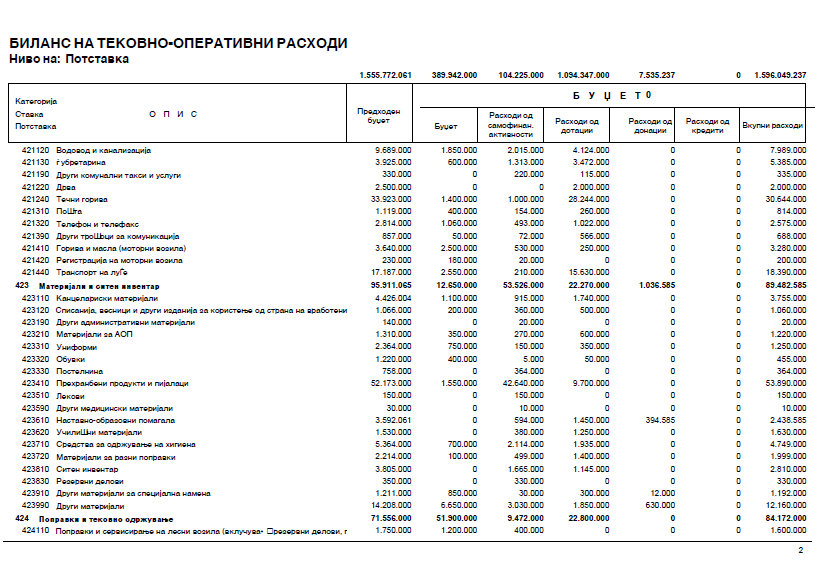 БИЛАНС НА ТЕКОВНО-ОПЕРАТИВНИ РАСХОДИ
Ниво на: Потставка
1.555.772.061 389.942.000 104.225.000 1.094.347.000 7.535.237 0 1.596.049.237
Категорија
Ставка
Потставка
О П И С
Предходен
буџет
Б У Џ Е Т 0
Буџет
Расходи од
самофинан.
активности
Расходи од
дотации
Расходи од
донации
Расходи од
кредити
Вкупни расходи
421120 Водовод и канализација 9.689.000 1.850.000 2.015.000 4.124.000 0 0 7.989.000
421130 ѓубретарина 3.925.000 600.000 1.313.000 3.472.000 0 0 5.385.000
421190 Други комунални такси и услуги 330.000 0 220.000 115.000 0 0 335.000
421220 Дрва 2.500.000 0 0 2.000.000 0 0 2.000.000
421240 Течни горива 33.923.000 1.400.000 1.000.000 28.244.000 0 0 30.644.000
421310 ПоШта 1.119.000 400.000 154.000 260.000 0 0 814.000
421320 Телефон и телефакс 2.814.000 1.060.000 493.000 1.022.000 0 0 2.575.000
421390 Други троШоци за комуникација 857.000 50.000 72.000 566.000 0 0 688.000
421410 Горива и масла (моторни возила) 3.640.000 2.500.000 530.000 250.000 0 0 3.280.000
421420 Регистрација на моторни возила 230.000 180.000 20.000 0 0 0 200.000
421440 Транспорт на луЃе 17.187.000 2.550.000 210.000 15.630.000 0 0 18.390.000
423 Материјали и ситен инвентар 95.911.065 12.650.000 53.526.000 22.270.000 1.036.585 0 89.482.585
423110 Канцелариски материјали 4.426.004 1.100.000 915.000 1.740.000 0 0 3.755.000
423120 Списанија, весници и други изданија за користење од страна на вработени 1.066.000 200.000 360.000 500.000 0 0 1.060.000
423190 Други административни материјали 140.000 0 20.000 0 0 0 20.000
423210 Материјали за АОП 1.310.000 350.000 270.000 600.000 0 0 1.220.000
423310 Униформи 2.364.000 750.000 150.000 350.000 0 0 1.250.000
423320 Обувки 1.220.000 400.000 5.000 50.000 0 0 455.000
423330 Постелнина 758.000 0 364.000 0 0 0 364.000
423410 Прехранбени продукти и пијалаци 52.173.000 1.550.000 42.640.000 9.700.000 0 0 53.890.000
423510 Лекови 150.000 0 150.000 0 0 0 150.000
423590 Други медицински материјали 30.000 0 10.000 0 0 0 10.000
423610 Наставно-образовни помагала 3.592.061 0 594.000 1.450.000 394.585 0 2.438.585
423620 УчилиШни материјали 1.530.000 0 380.000 1.250.000 0 0 1.630.000
423710 Средства за одржување на хигиена 5.364.000 700.000 2.114.000 1.935.000 0 0 4.749.000
423720 Материјали за разни поправки 2.214.000 100.000 499.000 1.400.000 0 0 1.999.000
423810 Ситен инвентар 3.805.000 0 1.665.000 1.145.000 0 0 2.810.000
423830 Резервни делови 350.000 0 330.000 0 0 0 330.000
423910 Други материјали за специјална намена 1.211.000 850.000 30.000 300.000 12.000 0 1.192.000
423990 Други материјали 14.208.000 6.650.000 3.030.000 1.850.000 630.000 0 12.160.000
424 Поправки и тековно одржување 71.556.000 51.900.000 9.472.000 22.800.000 0 0 84.172.000
424110 Поправки и сервисирање на лесни возила (вклучува- □резервни делови, г 1.750.000 1.200.000 400.000 0 0 0 1.600.000
2